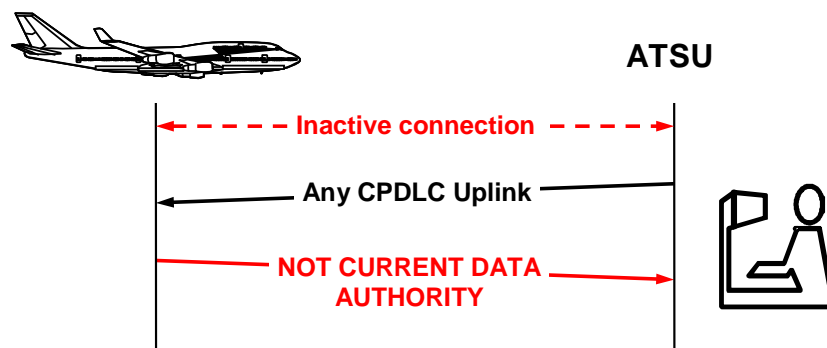 ATSU
Inactive connection
Any CPDLC Uplink
NOT CURRENT DATA
AUTHORITY